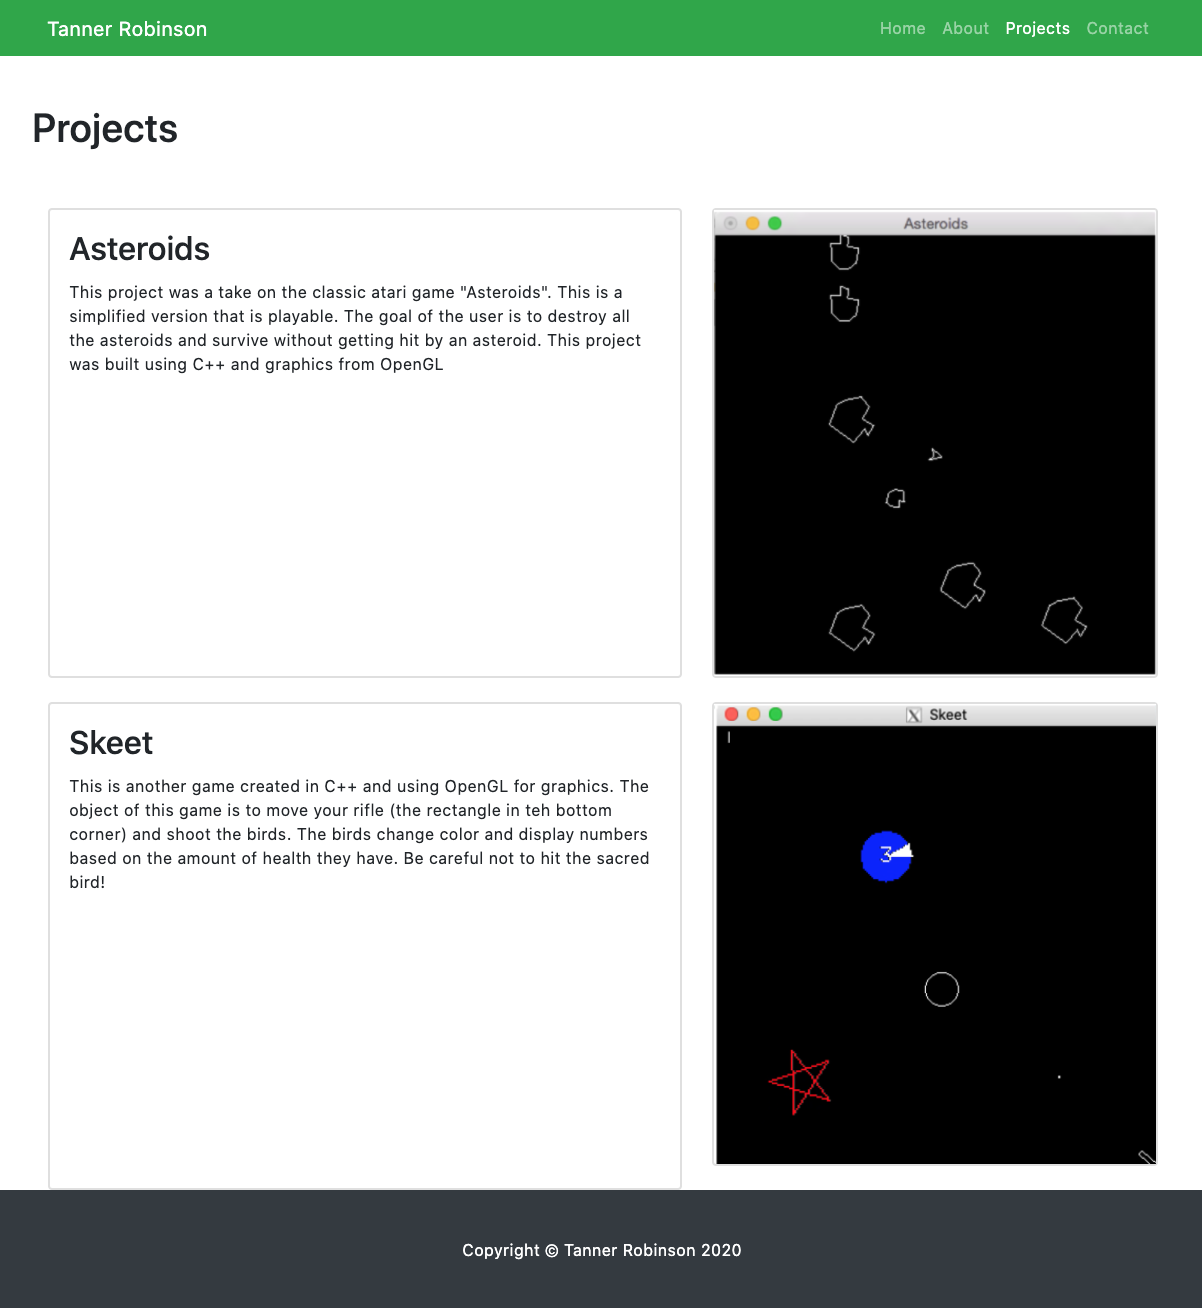 Tanner Robinson
Home About Projects Contact
Projects
Asteroids
This project was a take on the classic atari game "Asteroids". This is a
simplified version that is playable. The goal of the user is to destroy all
the asteroids and survive without getting hit by an asteroid. This project
was built using C++ and graphics from OpenGL
Asteroids
Skeet
This is another game created in C++ and using OpenGL for graphics. The
object of this game is to move your rifle (the rectangle in teh bottom
corner) and shoot the birds. The birds change color and display numbers
based on the amount of health they have. Be careful not to hit the sacred
bird!
Skeet
3
Copyright © Tanner Robinson 2020